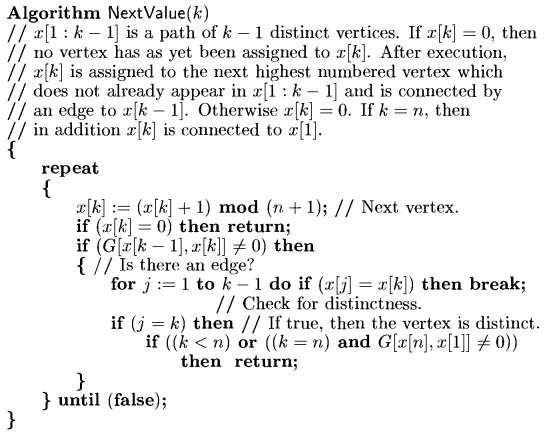 Algorithm NextValue(k)
// x[1 : k − 1] is a path of k − 1 distinct vertices. If x[k] = 0, then
// no vertex has as yet been assigned to x[k]. After execution,
// x[k] is assigned to the next highest numbered vertex which
// does not already appear in x[1 : k − 1] and is connected by
// an edge to x[k − 1]. Otherwise x[k] = 0. If k = n, then
// in addition x[k] is connected to x[1].
{
repeat
{
x[k] := (x[k] + 1) mod (n + 1); // Next vertex.
if (x[k] = 0) then return;
if (G[x[k − 1], x[k]] ≠ 0) then
{ // Is there an edge?
for j := 1 to k − 1 do if (x[j] = x[k]) then break;
// Check for distinctness.
if (j = k) then // If true, then the vertex is distinct.
if ((k < n) or ((k = n) and G[x[n], x[1]] ≠ 0))
then return;
}
} until (false);
}